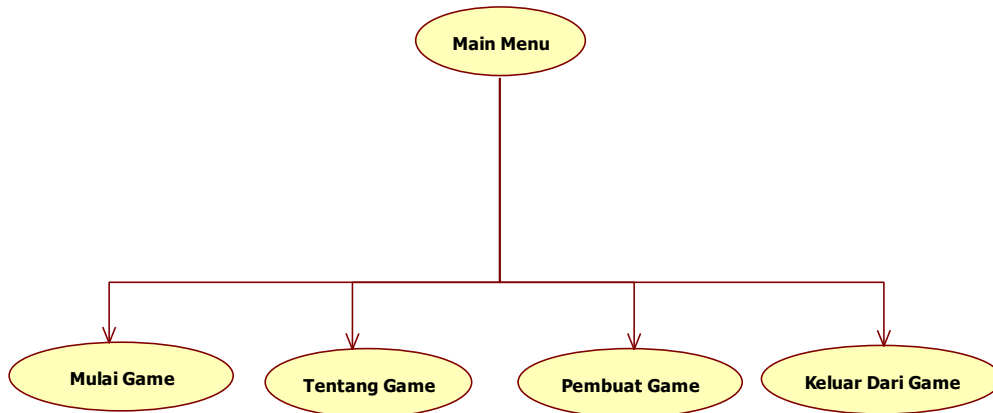 Main Menu
Mulai Game
Tentang Game
Pembuat Game
Keluar Dari Game